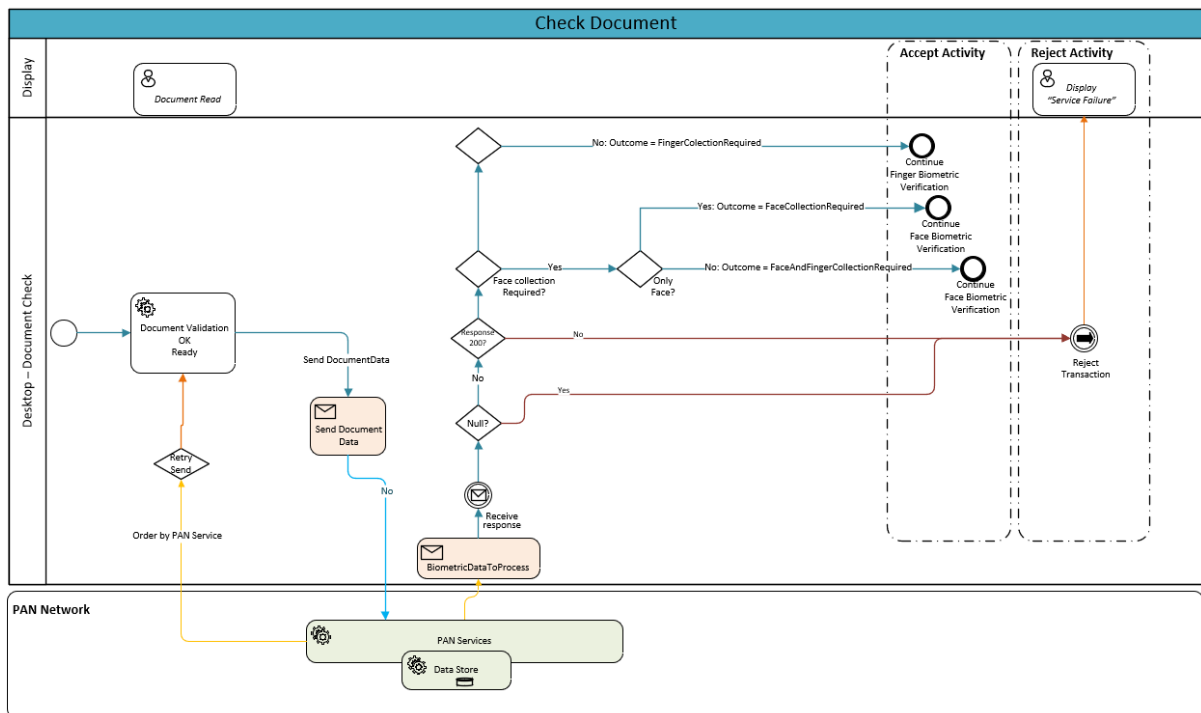 Check Document
Display
Document Read
Accept Activity
Reject Activity
Display
“Service Failure”
Desktop – Document Check
No: Outcome = FingerColectionRequired
Continue
Finger Biometric
Verification
Yes: Outcome = FaceCollectionRequired
Continue
Face Biometric
Verification
Face collection
Required?
Yes
Only
Face?
No: Outcome = FaceAndFingerCollectionRequired
Continue
Face Biometric
Verification
Document Validation
OK
Ready
Response
200?
No
Reject
Transaction
Send DocumentData
No
Yes
Null?
Send Document
Data
Retry
Send
No
Receive
response
Order by PAN Service
BiometricDataToProcess
PAN Network
PAN Services
Data Store